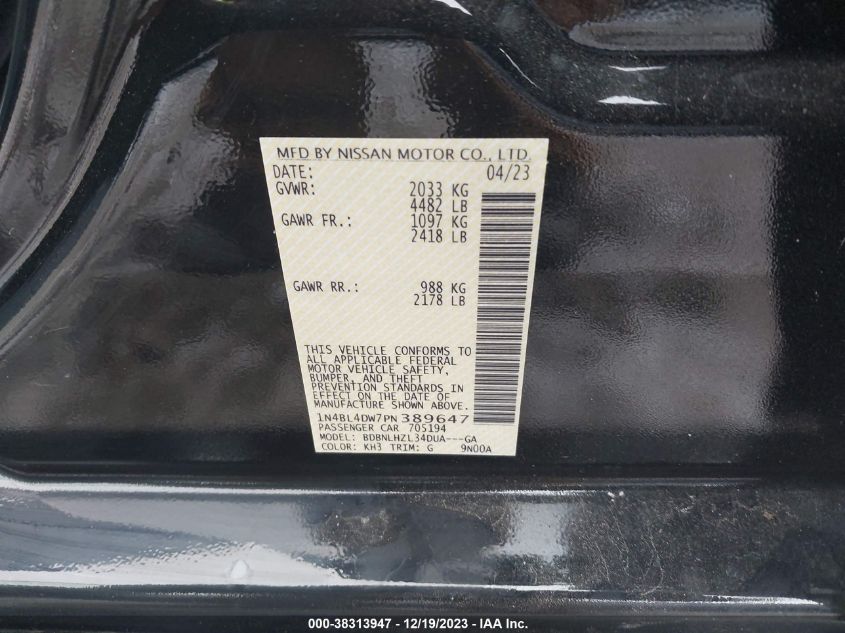 MFD BY NISSAN MOTOR CO., LTD.
DATE: 04/23
GVWR: 2033 KG
4482 LB
GAWR FR.: 1097 KG
2418 LB
GAWR RR.: 988 KG
2178 LB
THIS VEHICLE CONFORMS TO
ALL APPLICABLE FEDERAL
MOTOR VEHICLE SAFETY,
BUMPER, AND THEFT
PREVENTION STANDARDS IN
EFFECT ON THE DATE OF
MANUFACTURE SHOWN ABOVE.
1N4BL4DW7PN389647
PASSENGER CAR 705194
MODEL: BDBNLHZL34DUA---GA
COLOR: KH3 TRIM: G 9N00A
000-38313947 - 12/19/2023 - IAA Inc.